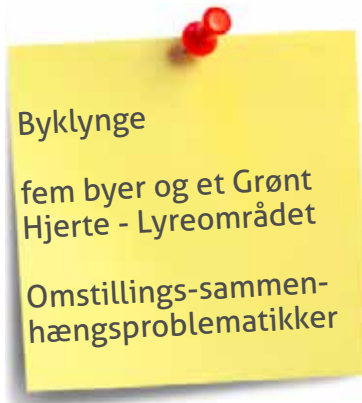 Byklynge
fem byer og et Grønt
Hjerte - Lyreområdet
Omstillings-sammen-
hængsproblematikker